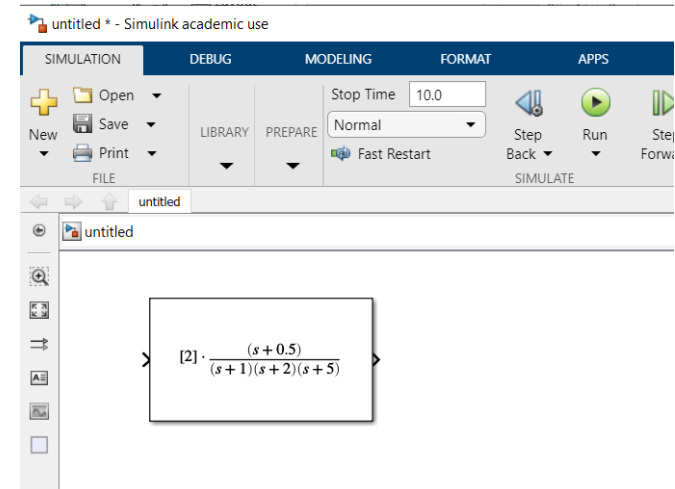 untitled * - Simulink academic use
SIMULATION DEBUG MODELING FORMAT APPS
New
Open
Save
Print
FILE
LIBRARY
PREPARE
Stop Time 10.0
Normal
Fast Restart
Step Back
Run
Step
SIMULATE
untitled
untitled
[2] · (s + 0.5)
(s + 1)(s + 2)(s + 5)